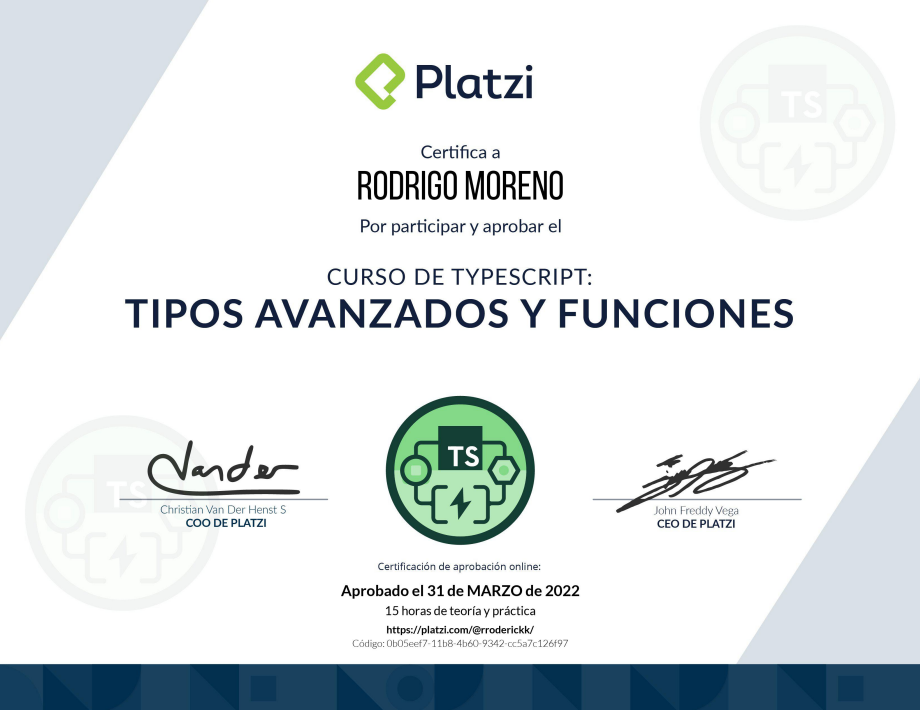 Platzi
TS
Certifica a
RODRIGO MORENO
Por participar y aprobar el
CURSO DE TYPESCRIPT:
TIPOS AVANZADOS Y FUNCIONES
Vander
TS
TS
Christian Van Der Henst S
COO DE PLATZI
John Freddy Vega
CEO DE PLATZI
Certificación de aprobación online:
Aprobado el 31 de MARZO de 2022
15 horas de teoría y práctica
https://platzi.com/@rroderickk/
Código: 0b05eef7-11b8-4b60-9342-cc5a7c126f97